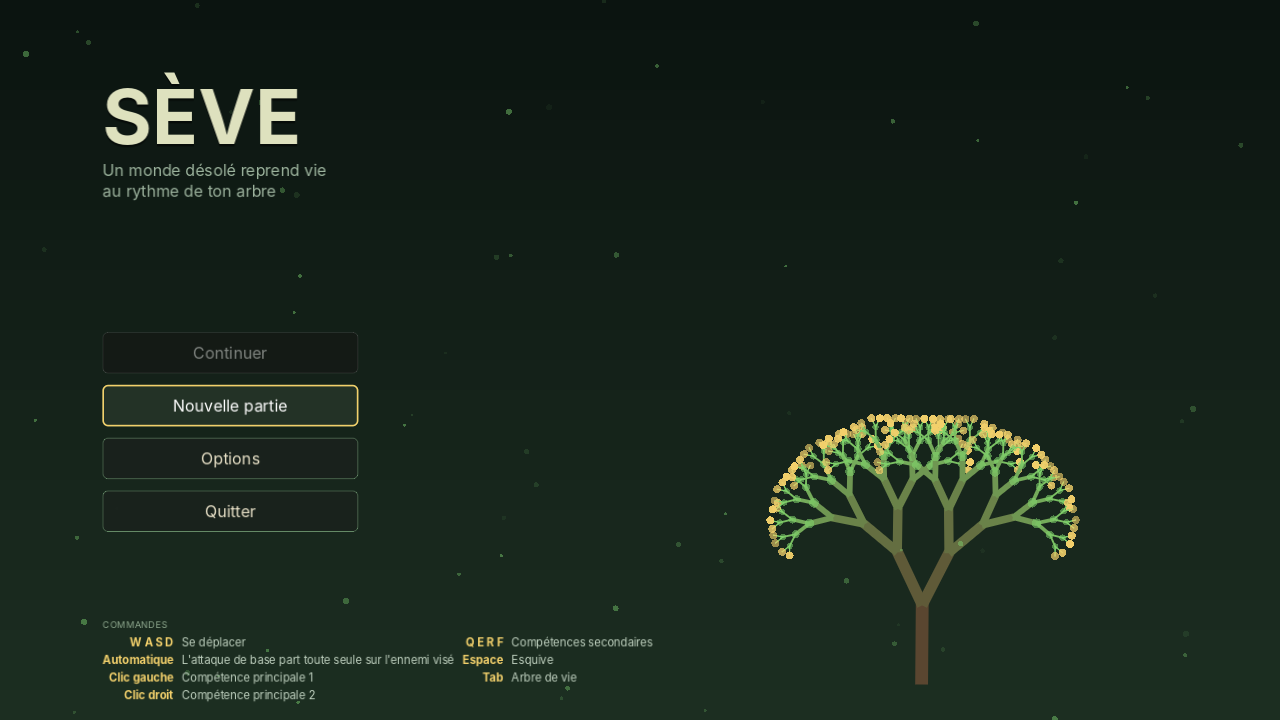 SÈVE
Un monde désolé reprend vie
au rythme de ton arbre
Continuer
Nouvelle partie
Options
Quitter
COMMANDES
W A S D Se déplacer
Automatique L'attaque de base part toute seule sur l'ennemi visé
Clic gauche Compétence principale 1
Clic droit Compétence principale 2
Q E R F Compétences secondaires
Espace Esquive
Tab Arbre de vie